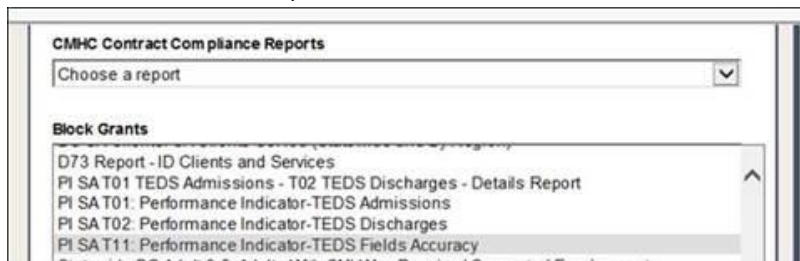 CMHC Contract Compliance Reports
Choose a report
Block Grants
D73 Report - ID Clients and Services
PI SA T01 TEDS Admissions - T02 TEDS Discharges - Details Report
PI SA T01: Performance Indicator-TEDS Admissions
PI SA T02: Performance Indicator-TEDS Discharges
PI SA T11: Performance Indicator-TEDS Fields Accuracy